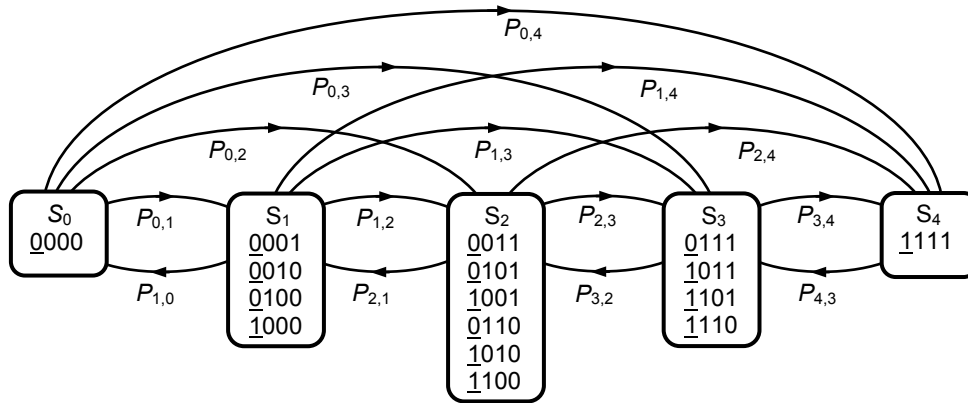 P0,4
P0,3
P1,4
P0,2
P1,3
P2,4
S0
0000
P0,1
S1
0001
0010
0100
1000
P1,2
S2
0011
0101
1001
0110
1010
1100
P2,3
S3
0111
1011
1101
1110
P3,4
S4
1111
P1,0
P2,1
P3,2
P4,3